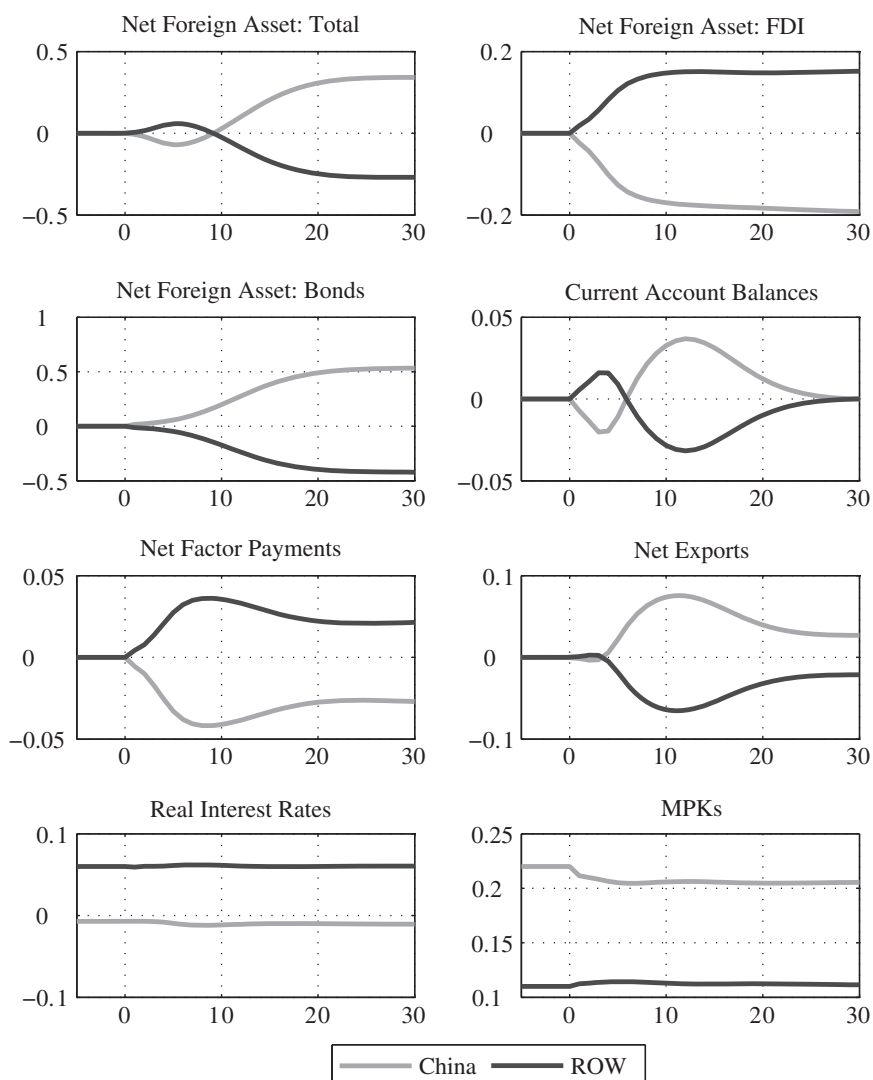 Net Foreign Asset: Total
0.5
0
−0.5
0 10 20 30
Net Foreign Asset: FDI
0.2
0
−0.2
0 10 20 30
Net Foreign Asset: Bonds
1
0.5
0
−0.5
0 10 20 30
Current Account Balances
0.05
0
−0.05
0 10 20 30
Net Factor Payments
0.05
0
−0.05
0 10 20 30
Net Exports
0.1
0
−0.1
0 10 20 30
Real Interest Rates
0.1
0
−0.1
0 10 20 30
MPKs
0.25
0.2
0.15
0.1
0 10 20 30
China ROW